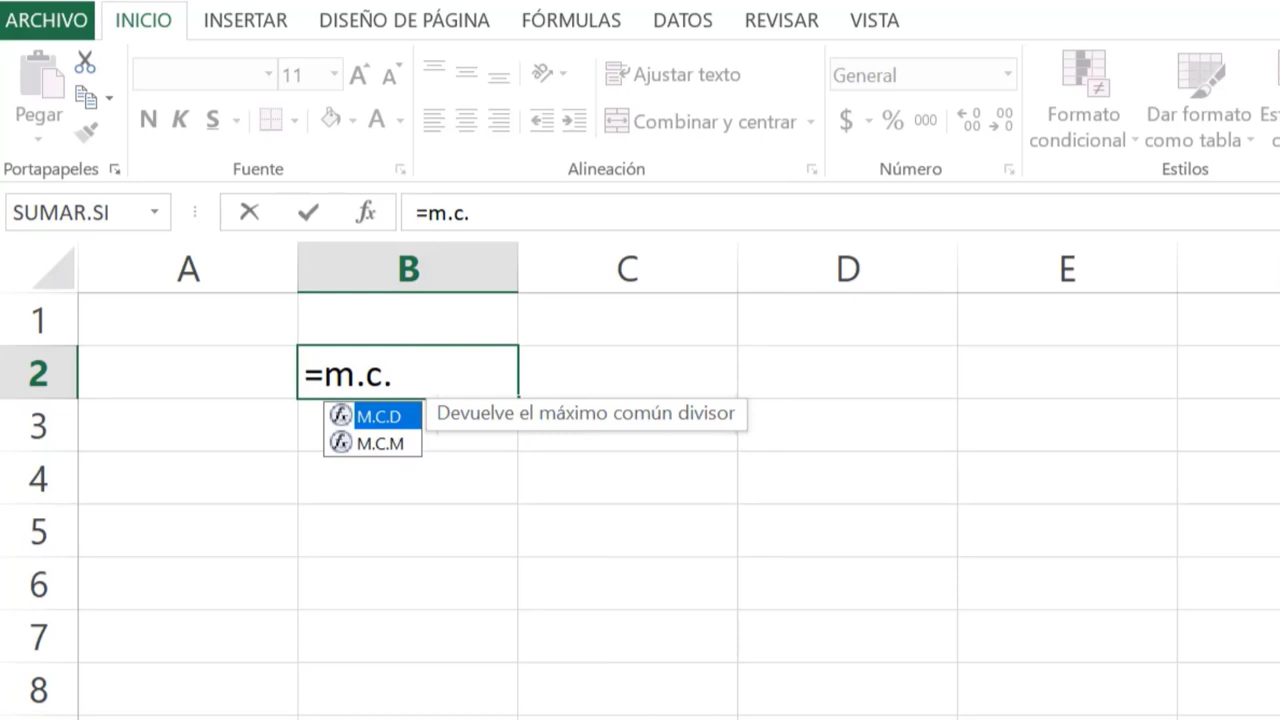 ARCHIVO INICIO INSERTAR DISEÑO DE PÁGINA FÓRMULAS DATOS REVISAR VISTA
11 A A Ajustar texto General
Pegar N K S A Combinar y centrar $ % 000 Formato condicional Dar formato como tabla
Portapapeles Fuente Alineación Número Estilos
SUMAR.SI fx =m.c.
A B C D E
1
2 =m.c.
M.C.D Devuelve el máximo común divisor
3
M.C.M
4
5
6
7
8